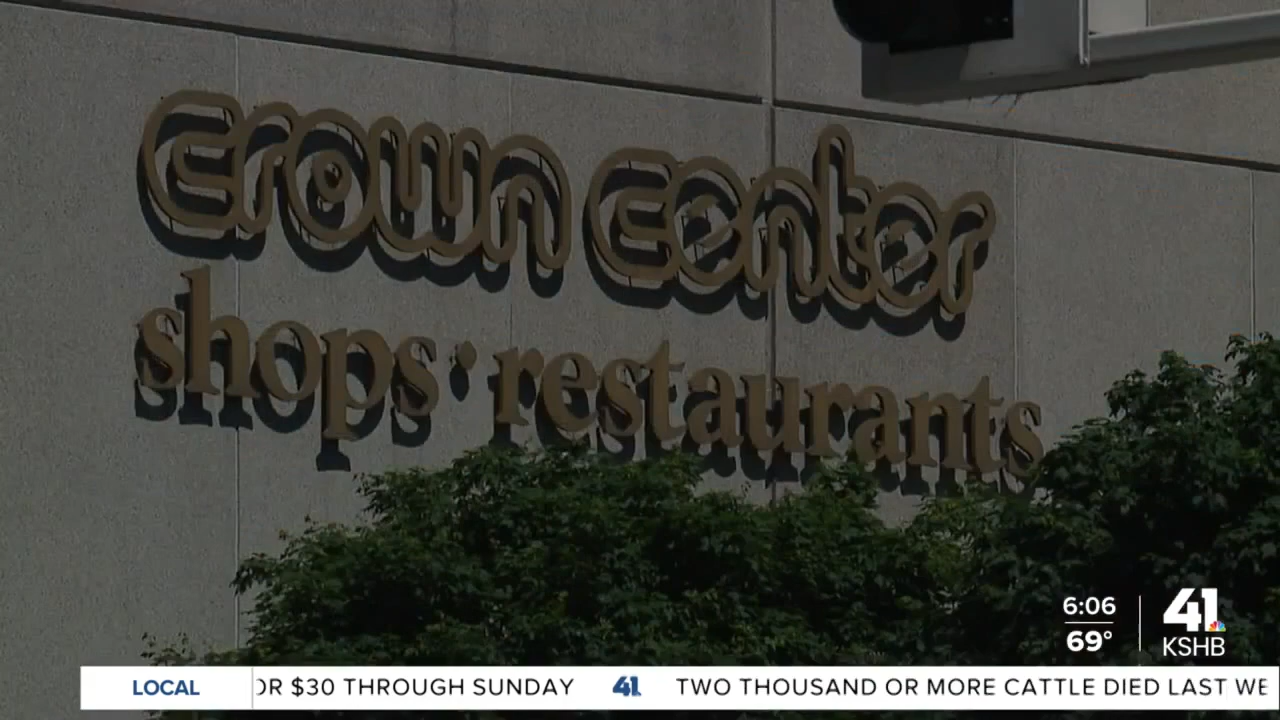 crown center
shops · restaurants
6:06
69°
41
KSHB
LOCAL
OR $30 THROUGH SUNDAY 41 TWO THOUSAND OR MORE CATTLE DIED LAST WE